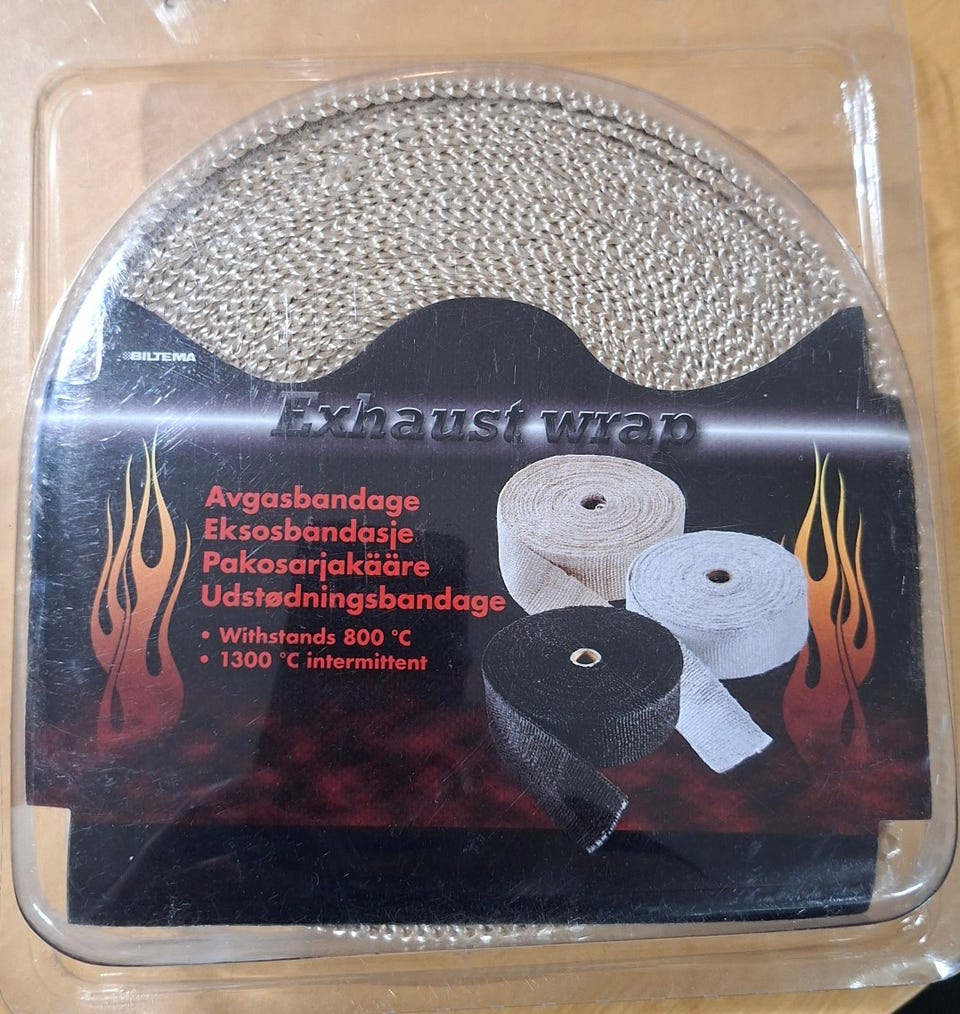 BILTEMA
Exhaust wrap
Avgasbandage
Eksosbandasje
Pakosarjakääre
Udstødningsbandage
• Withstands 800 °C
• 1300 °C intermittent